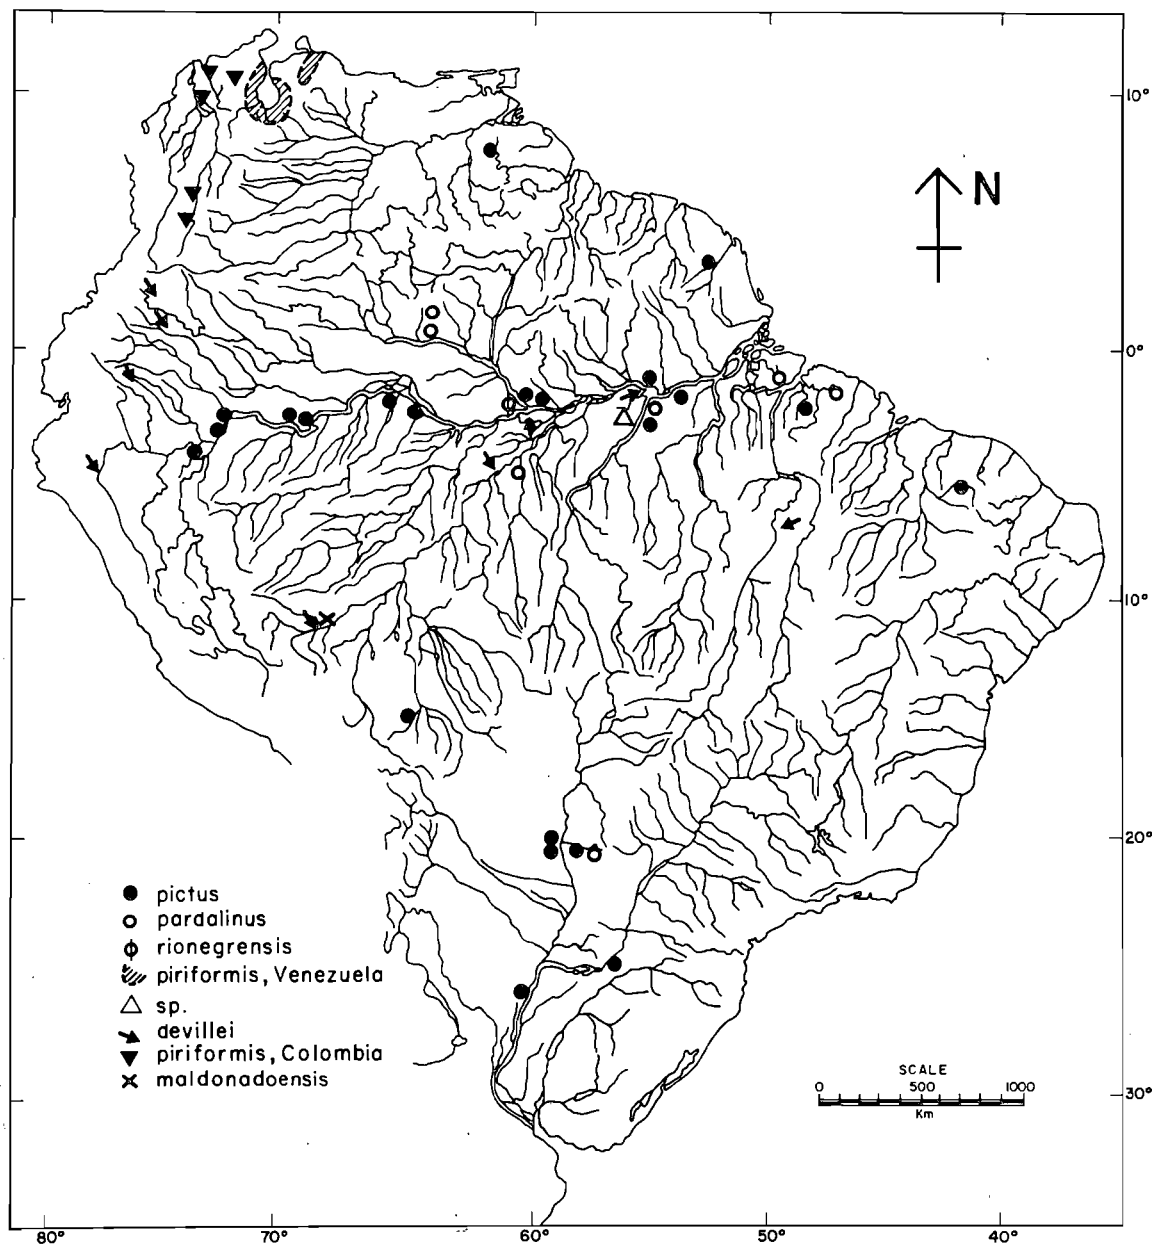 10°
N
0°
10°
20°
pictus
pardalinus
rionegrensis
piriformis, Venezuela
sp.
devillei
piriformis, Colombia
maldonadoensis
SCALE
0 500 1000
Km
30°
80° 70° 60° 50° 40°